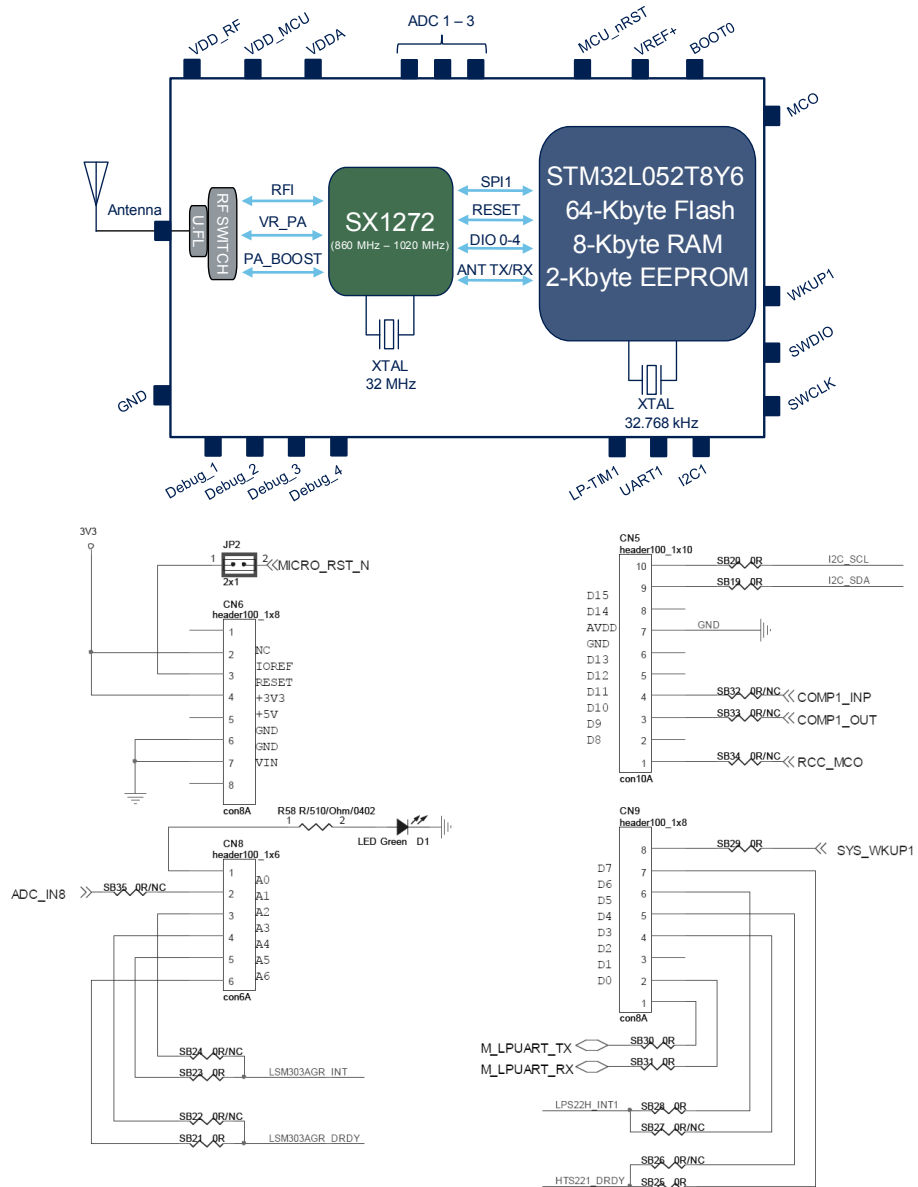 VDD_RF
VDD_MCU
VDDA
ADC 1 – 3
MCU_nRST
VREF+
BOOT0
MCO
Antenna
U.FL
RF SWITCH
RFI
VR_PA
PA_BOOST
SX1272
(860 MHz – 1020 MHz)
SPI1
RESET
DIO 0-4
ANT TX/RX
STM32L052T8Y6
64-Kbyte Flash
8-Kbyte RAM
2-Kbyte EEPROM
XTAL
32 MHz
XTAL
32.768 kHz
WKUP1
SWDIO
SWCLK
GND
Debug_1
Debug_2
Debug_3
Debug_4
LP-TIM1
UART1
I2C1
3V3
JP2
1
2
MICRO_RST_N
2x1
CN6
header100_1x8
1
2
NC
IOREF
3
RESET
4
+3V3
5
+5V
GND
6
GND
7
VIN
8
con8A
R58 R/510/Ohm/0402
1
2
LED Green D1
CN8
header100_1x6
1
A0
ADC_IN8
SB35 0R/NC
2
A1
3
A2
A3
4
A4
5
A5
6
A6
con6A
SB24 0R/NC
SB23 0R
LSM303AGR_INT
SB22 0R/NC
SB21 0R
LSM303AGR_DRDY
CN5
header100_1x10
10
SB20 0R
I2C_SCL
9
SB19 0R
I2C_SDA
D15
D14
8
AVDD
7
GND
GND
D13
6
D12
5
D11
4
SB32 0R/NC
COMP1_INP
D10
3
SB33 0R/NC
COMP1_OUT
D9
D8
2
1
SB34 0R/NC
RCC_MCO
con10A
CN9
header100_1x8
8
SB29 0R
SYS_WKUP1
D7
7
D6
6
D5
D4
5
D3
4
D2
3
D1
D0
2
1
con8A
M_LPUART_TX
SB30 0R
M_LPUART_RX
SB31 0R
LPS22H_INT1
SB28 0R
SB27 0R/NC
SB26 0R/NC
HTS221_DRDY
SB25 0R